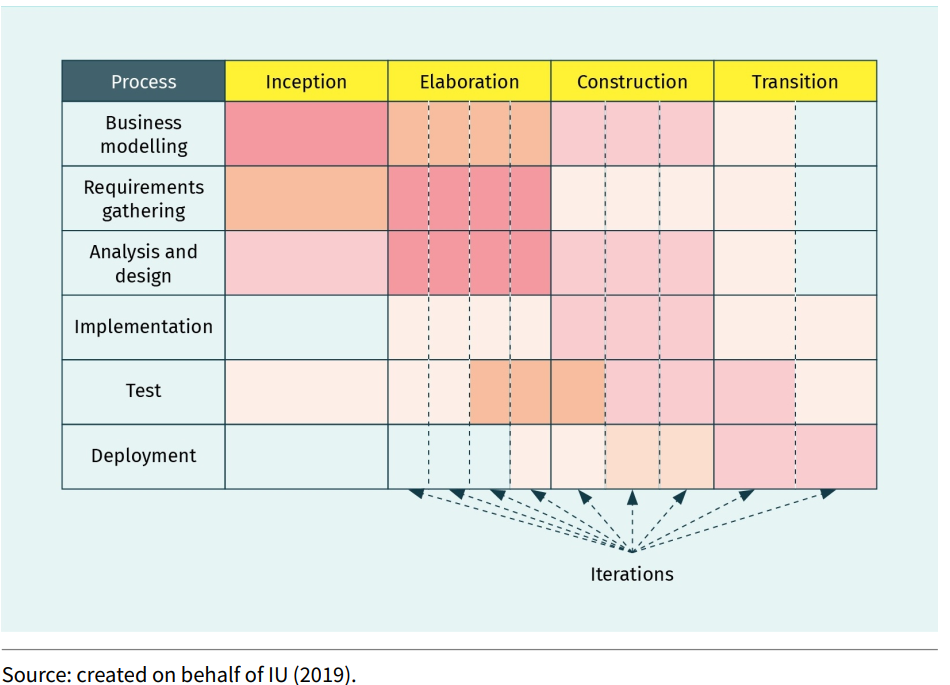 Process
Inception
Elaboration
Construction
Transition
Business
modelling
Requirements
gathering
Analysis and
design
Implementation
Test
Deployment
Iterations
Source: created on behalf of IU (2019).